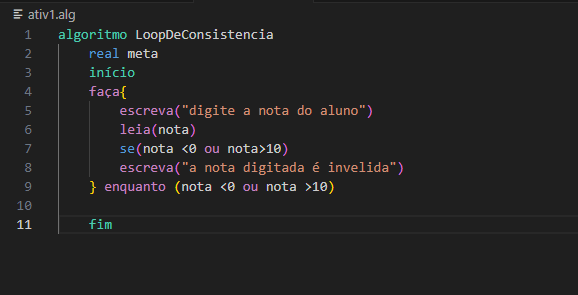 ativ1.alg
1 algoritmo LoopDeConsistencia
2 real meta
3 início
4 faça{
5 escreva("digite a nota do aluno")
6 leia(nota)
7 se(nota <0 ou nota>10)
8 escreva("a nota digitada é invelida")
9 } enquanto (nota <0 ou nota >10)
10
11 fim